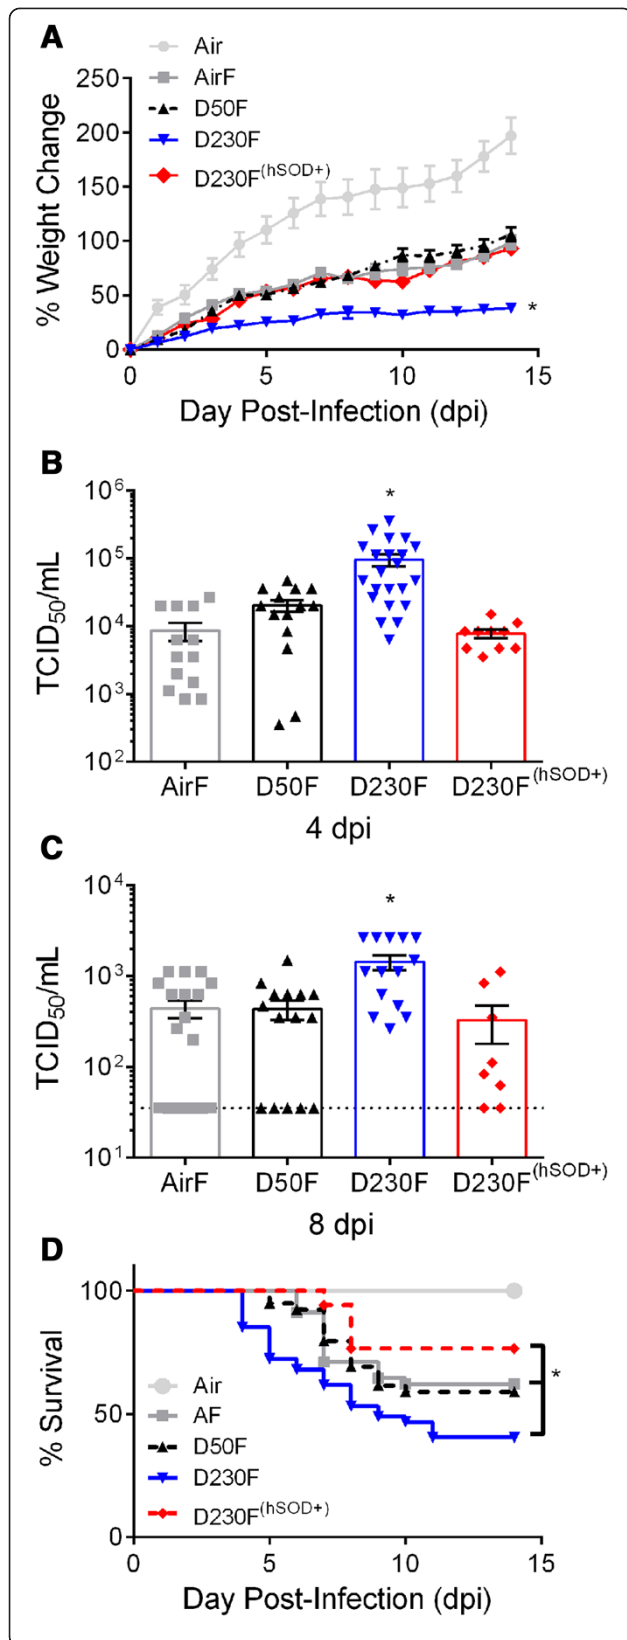 A
Air
AirF
D50F
D230F
D230F(hSOD+)
% Weight Change
250
200
150
100
50
0
0 5 10 15
Day Post-Infection (dpi)
*
B
TCID50/mL
10^6
10^5
10^4
10^3
10^2
*
AirF D50F D230F D230F(hSOD+)
4 dpi
C
TCID50/mL
10^4
10^3
10^2
10^1
*
AirF D50F D230F D230F(hSOD+)
8 dpi
D
% Survival
100
50
0
Air
AF
D50F
D230F
D230F(hSOD+)
*
0 5 10 15
Day Post-Infection (dpi)